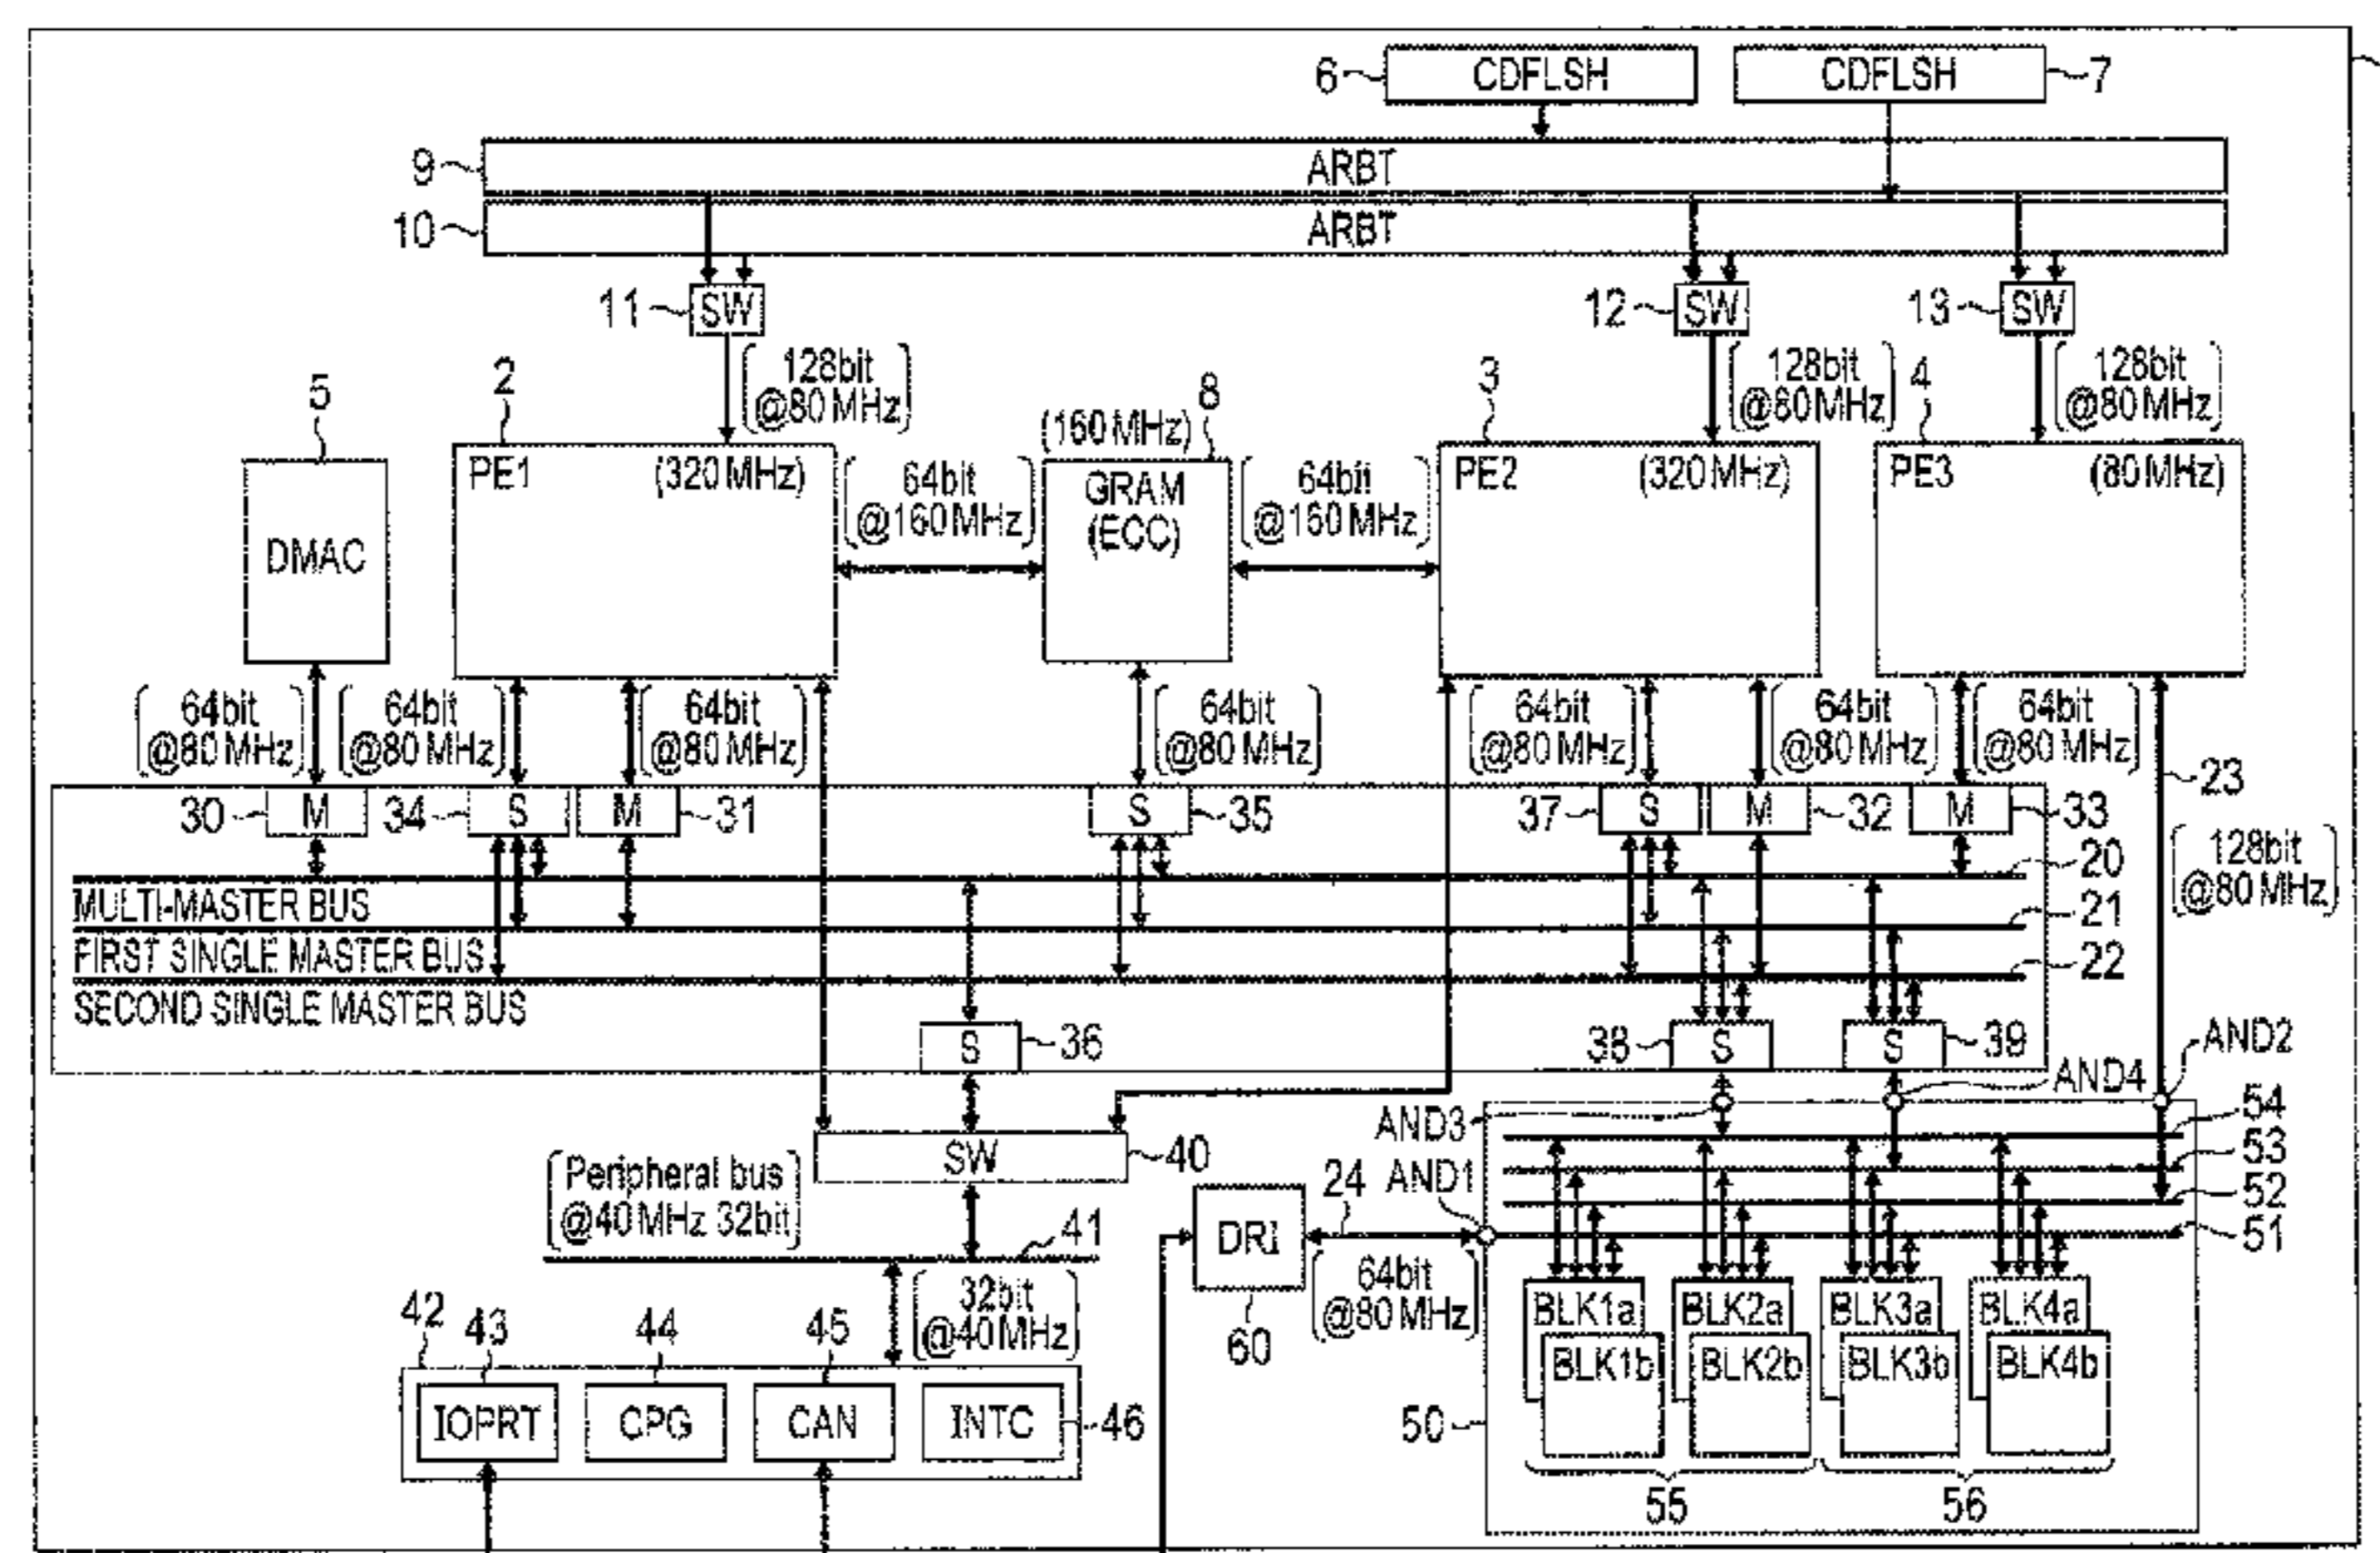 6 CDFLSH CDFLSH 7
9 ARBT
10 ARBT
11 SW 12 SW 13 SW
128bit @80 MHz
128bit @80 MHz
128bit @80 MHz
5 2 8 3 4
DMAC
PE1 (320 MHz)
64bit @160 MHz
(160 MHz)
GRAM (ECC)
64bit @160 MHz
PE2 (320 MHz)
PE3 (80 MHz)
64bit @80 MHz
64bit @80 MHz
64bit @80 MHz
64bit @80 MHz
64bit @80 MHz
64bit @80 MHz
64bit @80 MHz
23
30 M 34 S M 31 S 35 37 S M 32 M 33
128bit @80 MHz
20
MULTI-MASTER BUS
21
FIRST SINGLE MASTER BUS
22
SECOND SINGLE MASTER BUS
S 36 38 S S 39
AND2
AND4
AND3
54
53
52
51
SW 40
Peripheral bus @40 MHz 32bit
41
24 AND1
DRI
60
64bit @80 MHz
32bit @40 MHz
42 43 44 45
IOPRT CPG CAN INTC 46
BLK1a BLK2a BLK3a BLK4a
BLK1b BLK2b BLK3b BLK4b
50
55 56